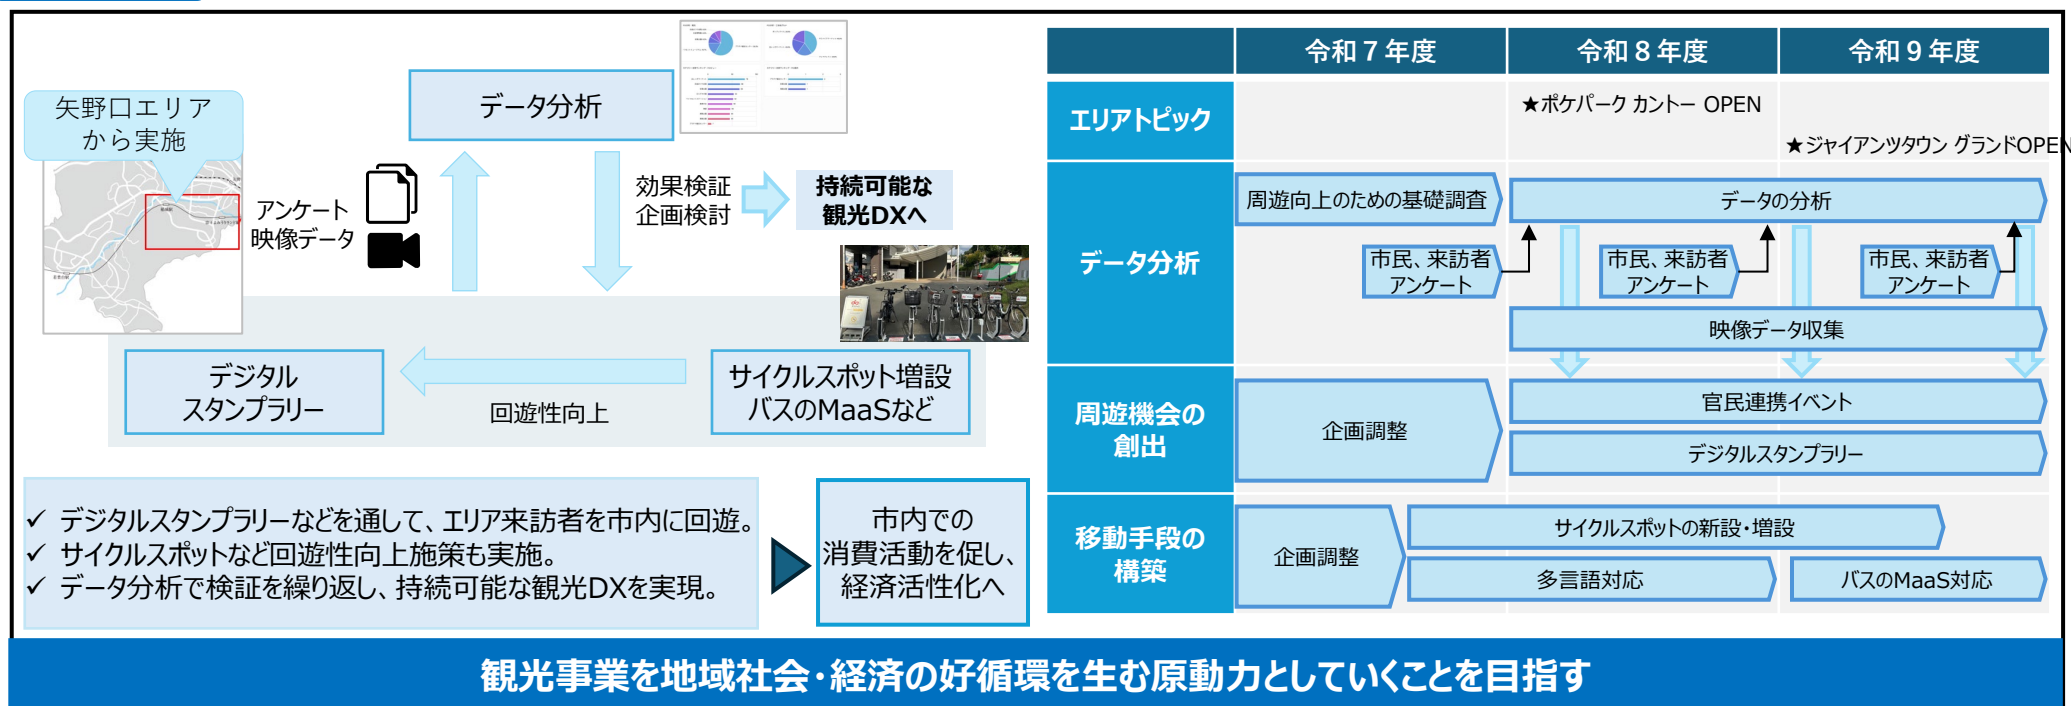 矢野口エリア
から実施
データ分析
アンケート
映像データ
効果検証
企画検討
持続可能な
観光DXへ
デジタル
スタンプラリー
回遊性向上
サイクルスポット増設
バスのMaaSなど
✓ デジタルスタンプラリーなどを通して、エリア来訪者を市内に回遊。
✓ サイクルスポットなど回遊性向上施策も実施。
✓ データ分析で検証を繰り返し、持続可能な観光DXを実現。
市内での
消費活動を促し、
経済活性化へ
令和7年度 令和8年度 令和9年度
エリアトピック
★ポケパーク カントー OPEN
★ジャイアンツタウン グランドOPEN
データ分析
周遊向上のための基礎調査
データの分析
市民、来訪者
アンケート
市民、来訪者
アンケート
市民、来訪者
アンケート
映像データ収集
周遊機会の
創出
企画調整
官民連携イベント
デジタルスタンプラリー
移動手段の
構築
企画調整
サイクルスポットの新設・増設
多言語対応
バスのMaaS対応
観光事業を地域社会・経済の好循環を生む原動力としていくことを目指す